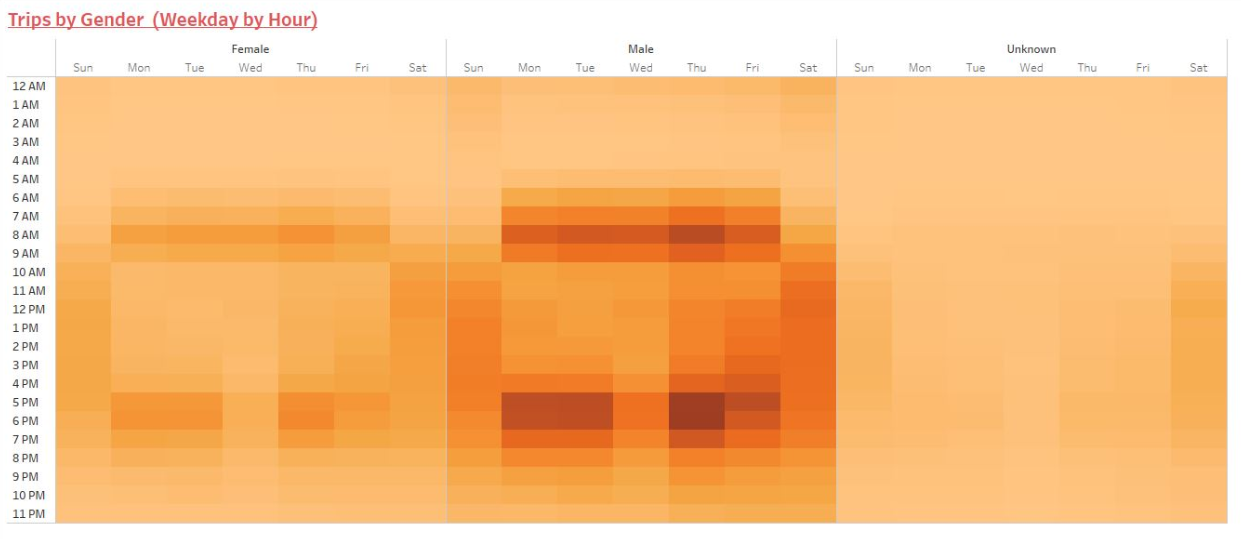 Trips by Gender  (Weekday by Hour)
Female Male Unknown
Sun Mon Tue Wed Thu Fri Sat Sun Mon Tue Wed Thu Fri Sat Sun Mon Tue Wed Thu Fri Sat
12 AM
1 AM
2 AM
3 AM
4 AM
5 AM
6 AM
7 AM
8 AM
9 AM
10 AM
11 AM
12 PM
1 PM
2 PM
3 PM
4 PM
5 PM
6 PM
7 PM
8 PM
9 PM
10 PM
11 PM